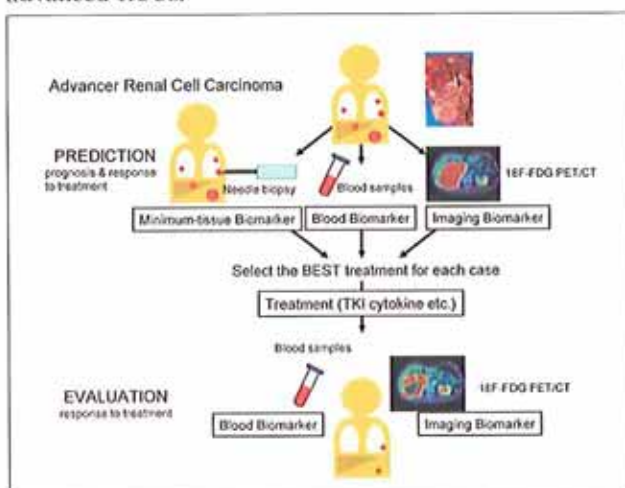 Advancer Renal Cell Carcinoma
PREDICTION
prognosis & response
to treatment
Needle biopsy
Blood samples
18F-FDG PET/CT
Minimum-tissue Biomarker
Blood Biomarker
Imaging Biomarker
Select the BEST treatment for each case
Treatment (TKI cytokine etc.)
Blood samples
EVALUATION
response to treatment
18F-FDG PET/CT
Blood Biomarker
Imaging Biomarker